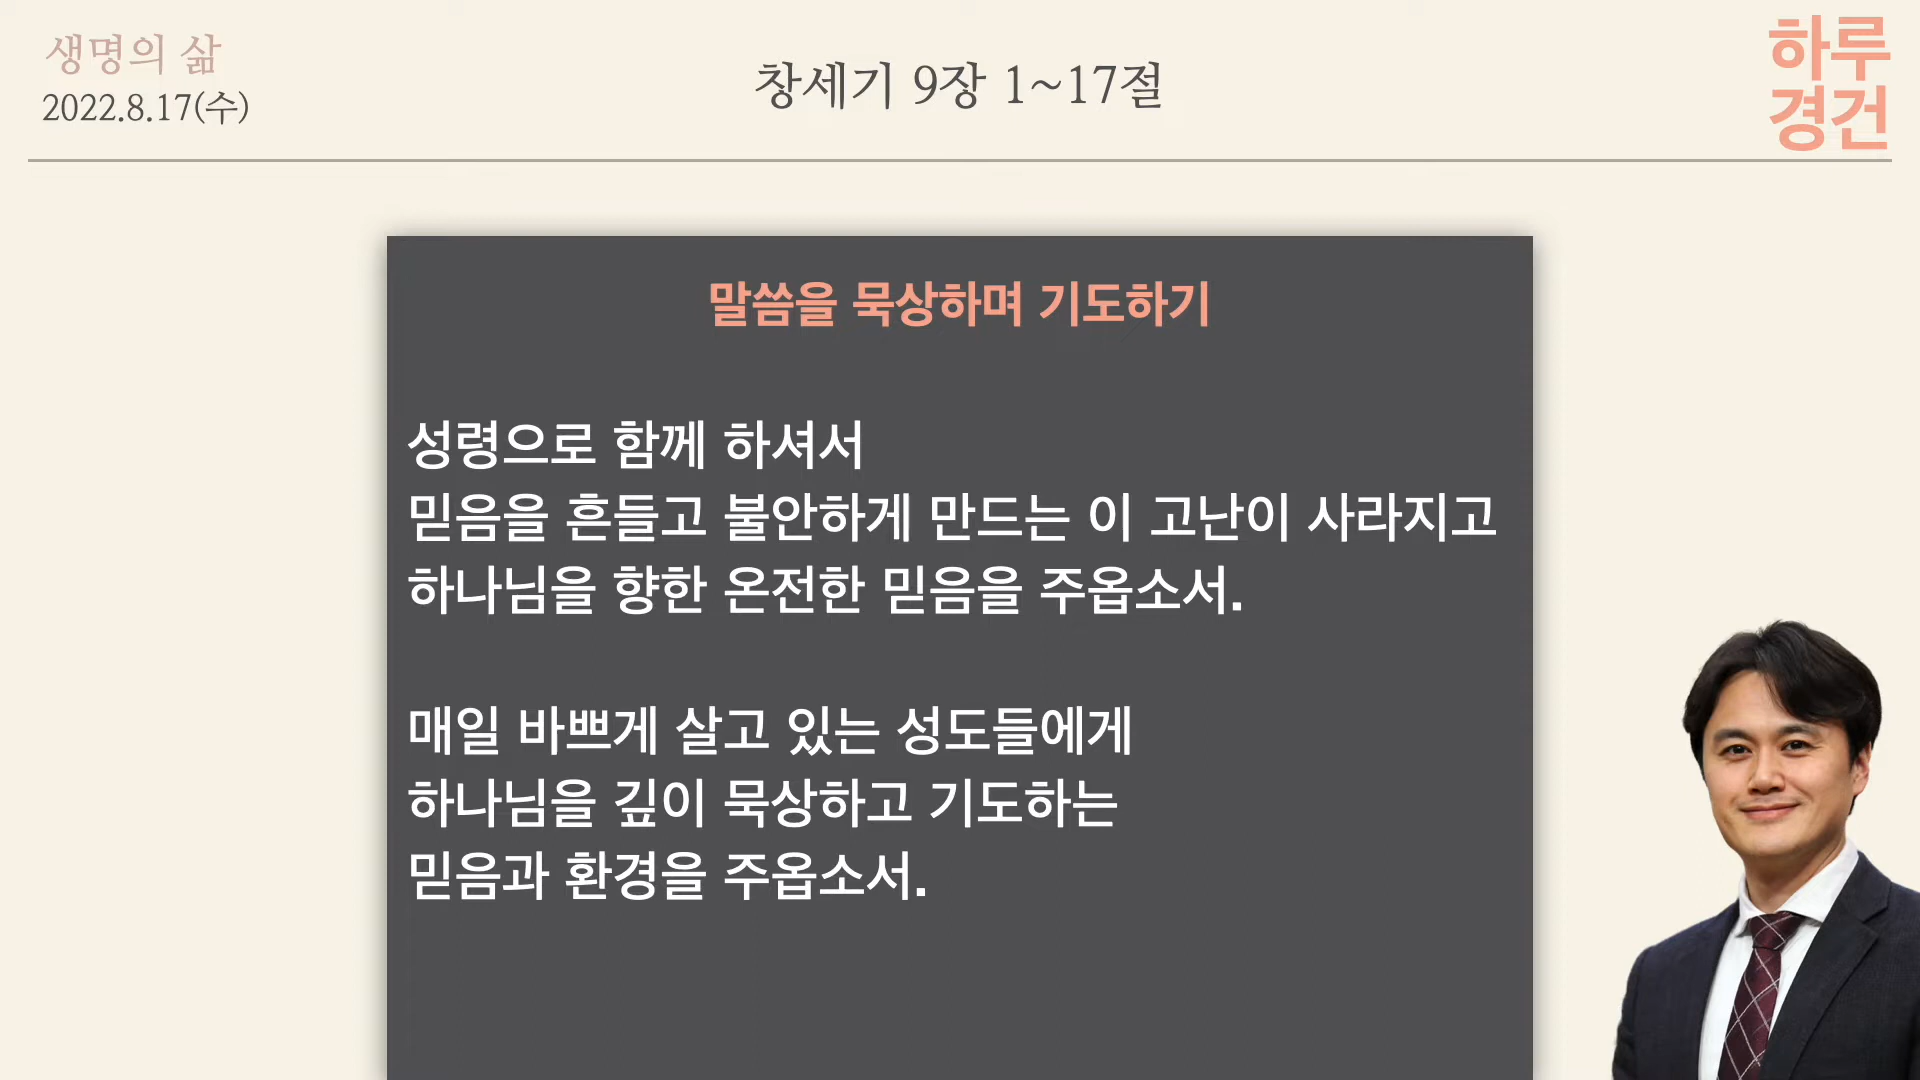 생명의 삶
2022.8.17(수)
창세기 9장 1~17절
하루
경건
말씀을 묵상하며 기도하기
성령으로 함께 하셔서
믿음을 흔들고 불안하게 만드는 이 고난이 사라지고
하나님을 향한 온전한 믿음을 주옵소서.
매일 바쁘게 살고 있는 성도들에게
하나님을 깊이 묵상하고 기도하는
믿음과 환경을 주옵소서.